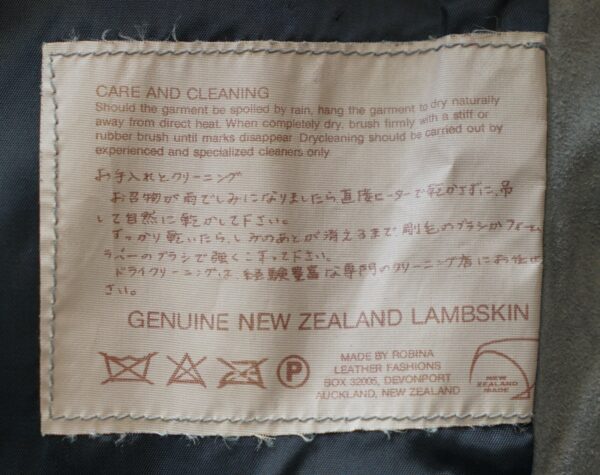 CARE AND CLEANING
Should the garment be spoiled by rain, hang the garment to dry naturally
away from direct heat. When completely dry, brush firmly with a stiff or
rubber brush until marks disappear Drycleaning should be carried out by
experienced and specialized cleaners only
お手入れとクリーニング
お召物が雨でしみになりましたら、直接ヒーターで乾かさずに、吊
して自然に乾かして下さい。
すっかり乾いたら、しみのあとが消えるまで剛毛のブラシかフォーム
ラバーのブラシで強くこすって下さい。
ドライクリーニングは経験豊富な専門のクリーニング店にお任せ
さい。
GENUINE NEW ZEALAND LAMBSKIN
P
MADE BY ROBINA
LEATHER FASHIONS
BOX 32005, DEVONPORT
AUCKLAND, NEW ZEALAND
NEW
ZEALAND
MADE